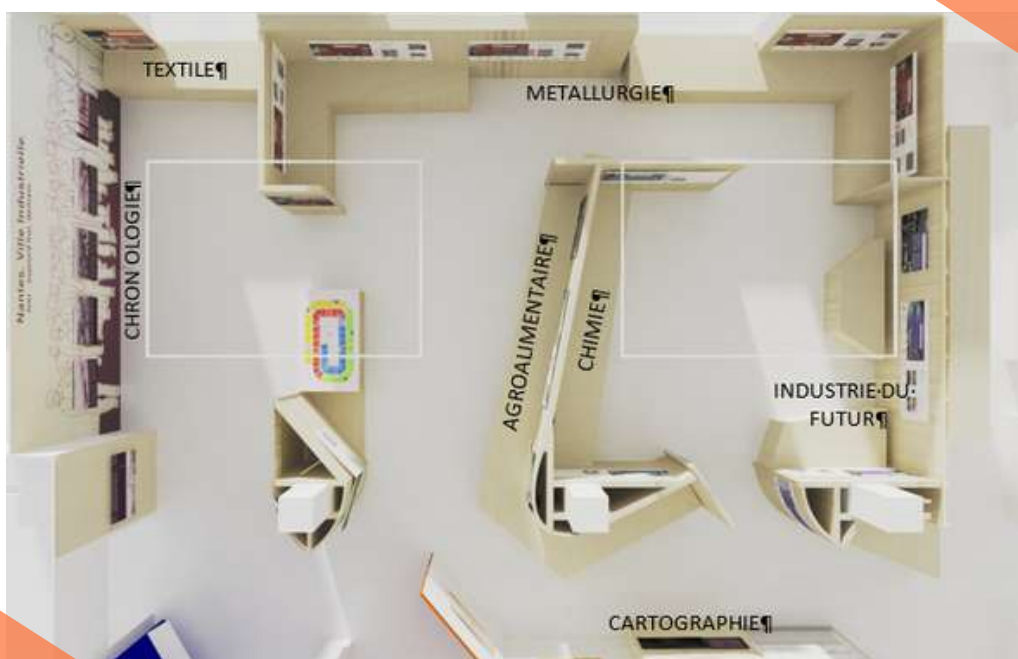 TEXTILE¶
METALLURGIE¶
Nantes, Ville Industrielle
CHRON OLOGIE¶
AGROALIMENTAIRE¶
CHIMIE¶
INDUSTRIE·DU·
FUTUR¶
CARTOGRAPHIE¶